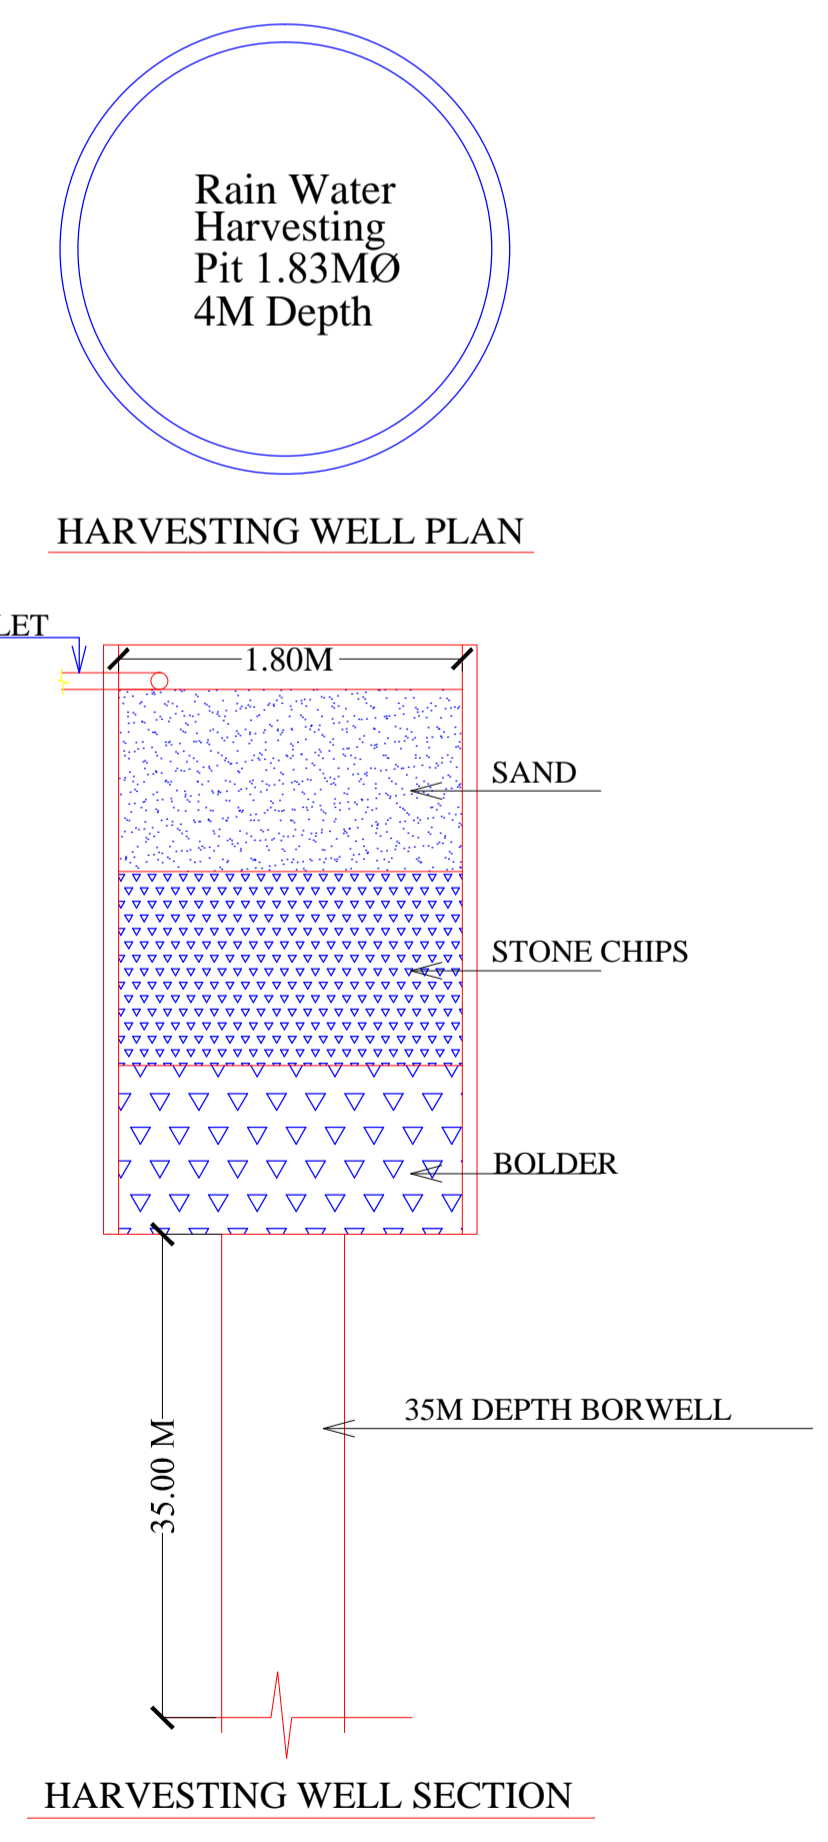 Rain Water
Harvesting
Pit 1.83MØ
4M Depth
HARVESTING WELL PLAN
LET
1.80M
SAND
STONE CHIPS
BOLDER
35M DEPTH BORWELL
35.00 M
HARVESTING WELL SECTION